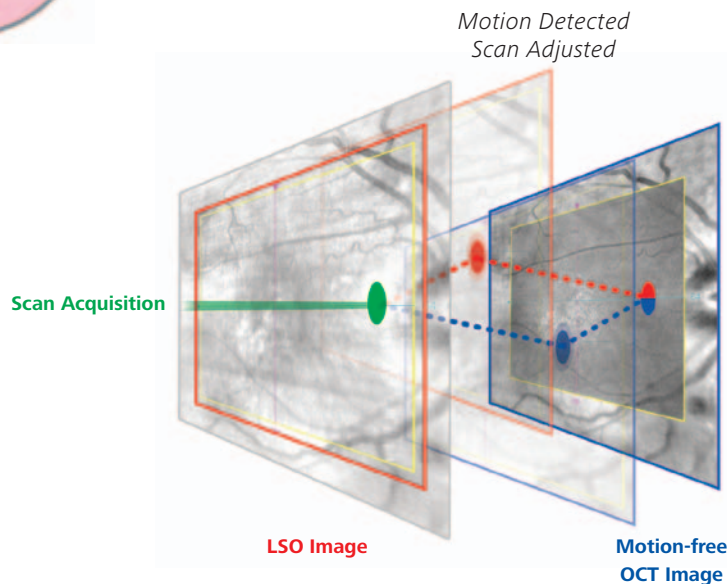 Motion Detected
Scan Adjusted
Scan Acquisition
LSO Image
Motion-free
OCT Image